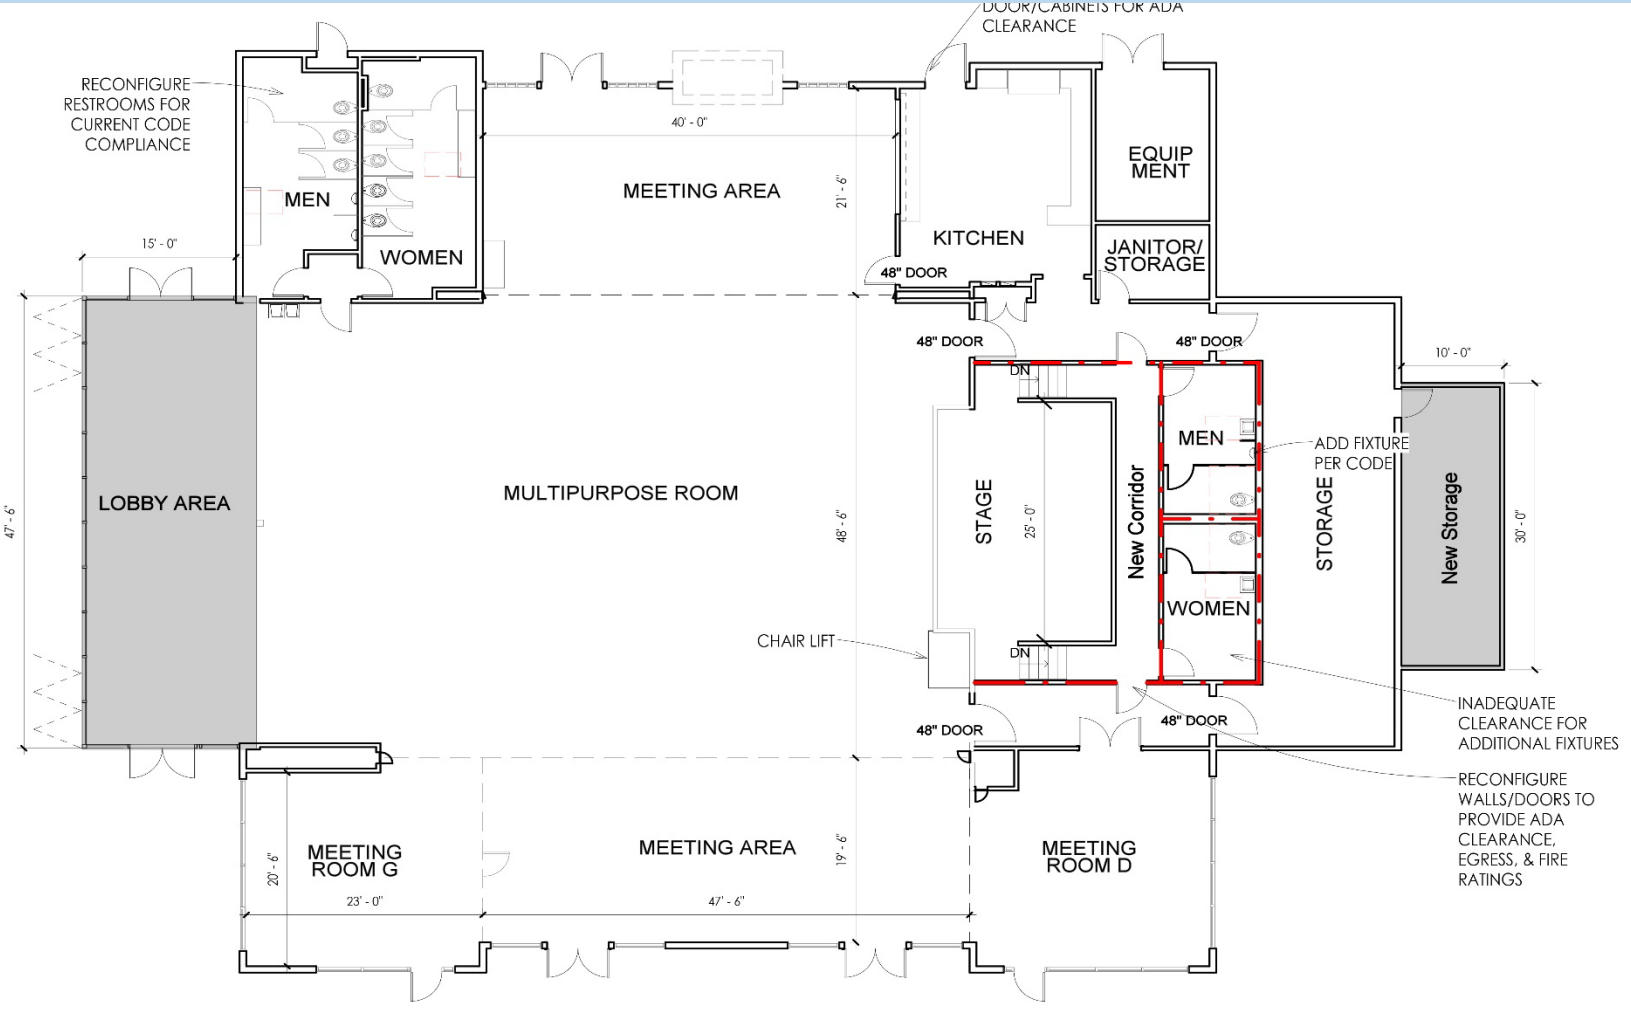 DOOR/CABINETS FOR ADA
CLEARANCE
RECONFIGURE
RESTROOMS FOR
CURRENT CODE
COMPLIANCE
40' - 0"
MEETING AREA
21' - 6"
EQUIP
MENT
MEN
WOMEN
KITCHEN
JANITOR/
STORAGE
15' - 0"
48" DOOR
48" DOOR
48" DOOR
10' - 0"
DN
MEN
ADD FIXTURE
PER CODE
LOBBY AREA
47' - 6"
MULTIPURPOSE ROOM
48' - 6"
STAGE
25' - 0"
New Corridor
STORAGE
New Storage
30' - 0"
WOMEN
CHAIR LIFT
DN
48" DOOR
48" DOOR
INADEQUATE
CLEARANCE FOR
ADDITIONAL FIXTURES
RECONFIGURE
WALLS/DOORS TO
PROVIDE ADA
CLEARANCE,
EGRESS, & FIRE
RATINGS
MEETING
ROOM G
20' - 6"
MEETING AREA
19' - 6"
MEETING
ROOM D
23' - 0"
47' - 6"